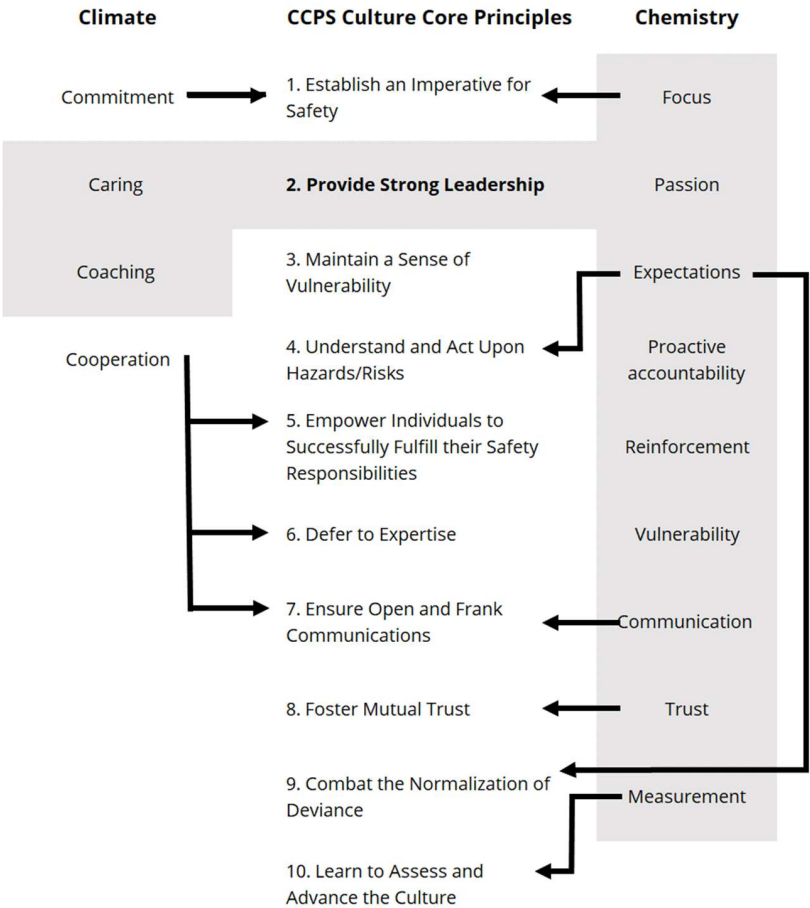 Climate
CCPS Culture Core Principles
Chemistry
Commitment
1. Establish an Imperative for
Safety
Focus
Caring
2. Provide Strong Leadership
Passion
Coaching
3. Maintain a Sense of
Vulnerability
Expectations
Cooperation
4. Understand and Act Upon
Hazards/Risks
Proactive
accountability
5. Empower Individuals to
Successfully Fulfill their Safety
Responsibilities
Reinforcement
6. Defer to Expertise
Vulnerability
7. Ensure Open and Frank
Communications
Communication
8. Foster Mutual Trust
Trust
9. Combat the Normalization of
Deviance
Measurement
10. Learn to Assess and
Advance the Culture